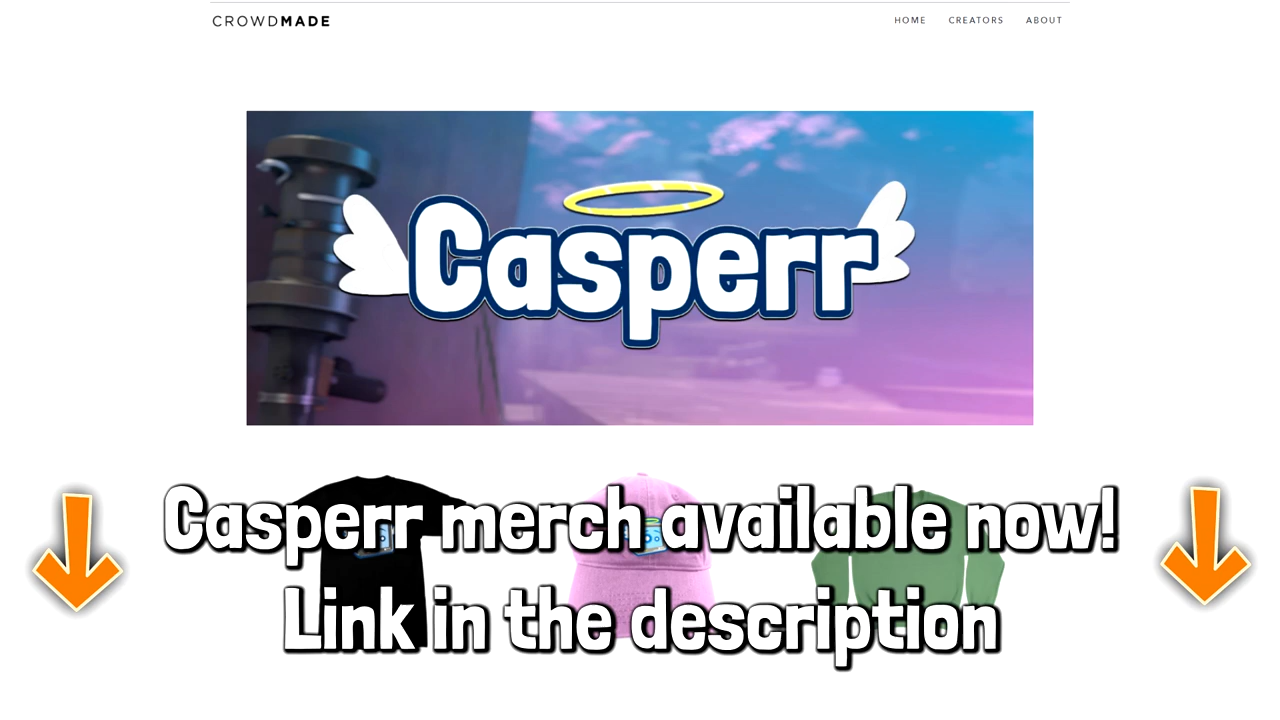 CROWDMADE
HOME CREATORS ABOUT
Casperr
Casperr merch available now!
Link in the description